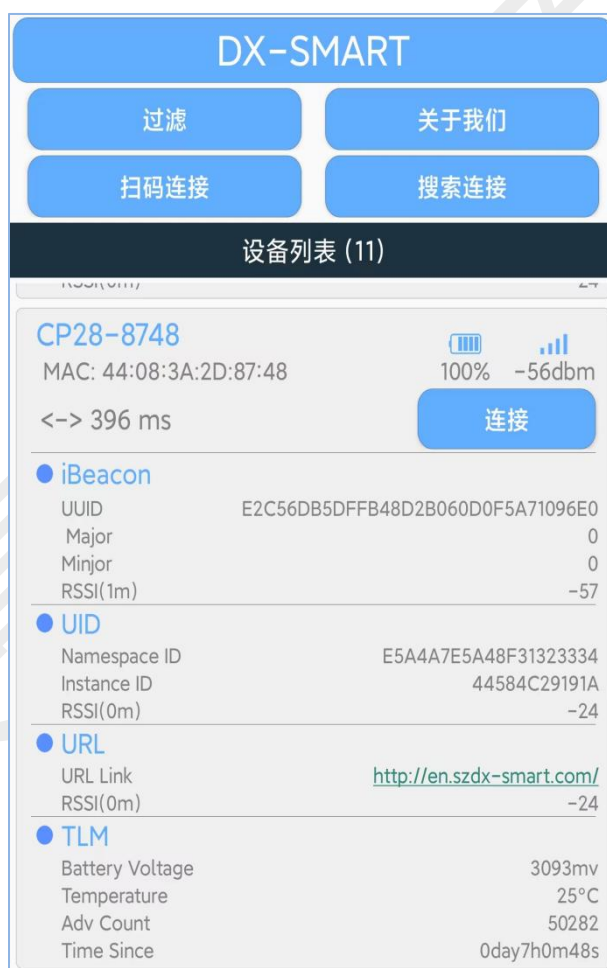 DX-SMART
过滤 关于我们
扫码连接 搜索连接
设备列表 (11)
RSSI(0m) 24
CP28-8748
100% -56dbm
MAC: 44:08:3A:2D:87:48
<-> 396 ms 连接
iBeacon
UUID E2C56DB5DFFB48D2B060D0F5A71096E0
Major 0
Minjor 0
RSSI(1m) -57
UID
Namespace ID E5A4A7E5A48F31323334
Instance ID 44584C29191A
RSSI(0m) -24
URL
URL Link http://en.szdx-smart.com/
RSSI(0m) -24
TLM
Battery Voltage 3093mv
Temperature 25°C
Adv Count 50282
Time Since 0day7h0m48s